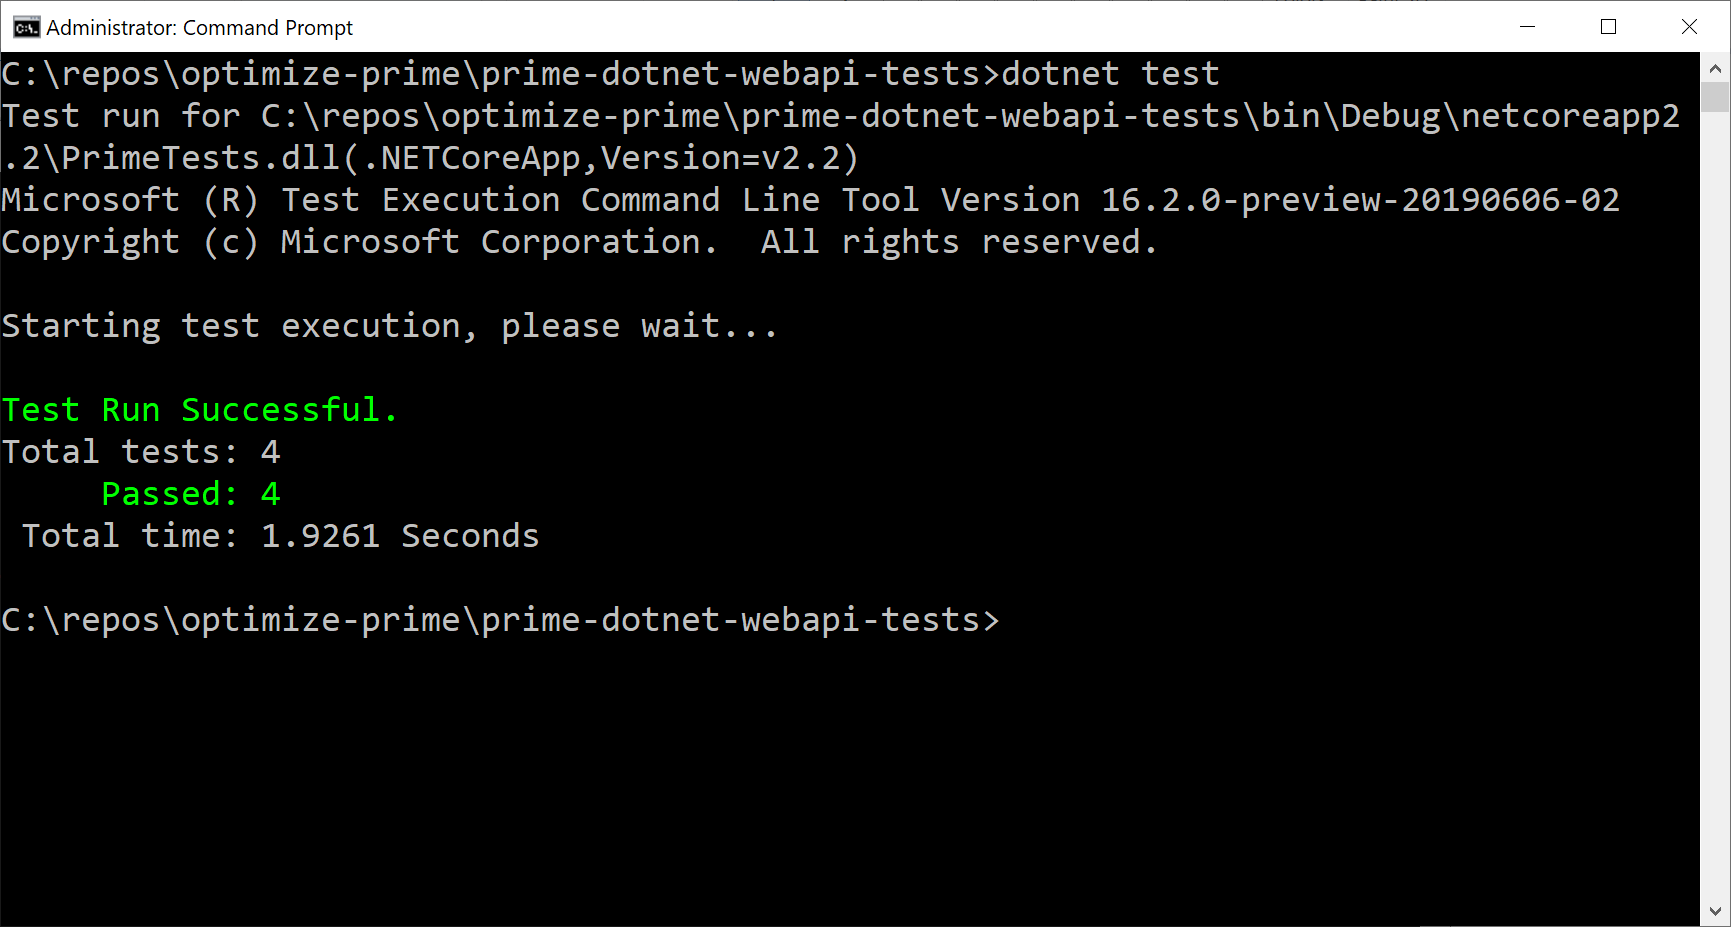 Administrator: Command Prompt
C:\repos\optimize-prime\prime-dotnet-webapi-tests>dotnet test
Test run for C:\repos\optimize-prime\prime-dotnet-webapi-tests\bin\Debug\netcoreapp2
.2\PrimeTests.dll(.NETCoreApp,Version=v2.2)
Microsoft (R) Test Execution Command Line Tool Version 16.2.0-preview-20190606-02
Copyright (c) Microsoft Corporation.  All rights reserved.
Starting test execution, please wait...
Test Run Successful.
Total tests: 4
     Passed: 4
 Total time: 1.9261 Seconds
C:\repos\optimize-prime\prime-dotnet-webapi-tests>